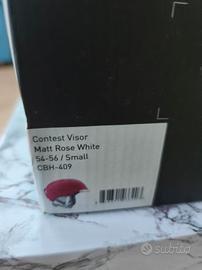 Contest Visor
Matt Rose White
54-56 / Small
CBH-409
subito